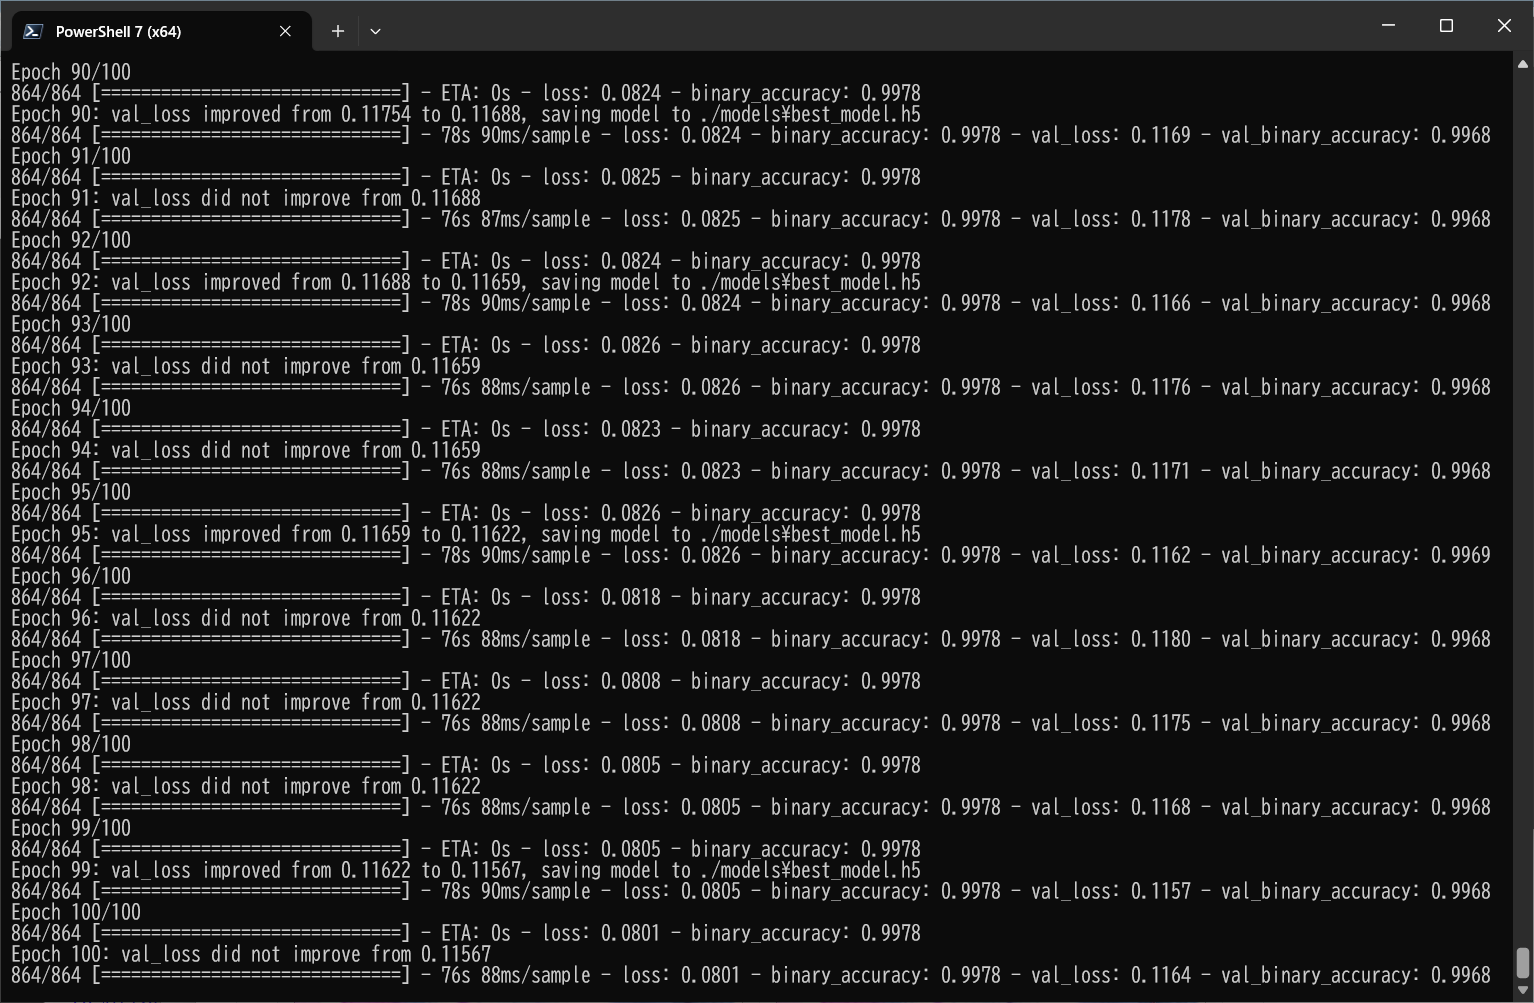 PowerShell 7 (x64)
Epoch 90/100
864/864 [==============================] - ETA: 0s - loss: 0.0824 - binary_accuracy: 0.9978
Epoch 90: val_loss improved from 0.11754 to 0.11688, saving model to ./models¥best_model.h5
864/864 [==============================] - 78s 90ms/sample - loss: 0.0824 - binary_accuracy: 0.9978 - val_loss: 0.1169 - val_binary_accuracy: 0.9968
Epoch 91/100
864/864 [==============================] - ETA: 0s - loss: 0.0825 - binary_accuracy: 0.9978
Epoch 91: val_loss did not improve from 0.11688
864/864 [==============================] - 76s 87ms/sample - loss: 0.0825 - binary_accuracy: 0.9978 - val_loss: 0.1178 - val_binary_accuracy: 0.9968
Epoch 92/100
864/864 [==============================] - ETA: 0s - loss: 0.0824 - binary_accuracy: 0.9978
Epoch 92: val_loss improved from 0.11688 to 0.11659, saving model to ./models¥best_model.h5
864/864 [==============================] - 78s 90ms/sample - loss: 0.0824 - binary_accuracy: 0.9978 - val_loss: 0.1166 - val_binary_accuracy: 0.9968
Epoch 93/100
864/864 [==============================] - ETA: 0s - loss: 0.0826 - binary_accuracy: 0.9978
Epoch 93: val_loss did not improve from 0.11659
864/864 [==============================] - 76s 88ms/sample - loss: 0.0826 - binary_accuracy: 0.9978 - val_loss: 0.1176 - val_binary_accuracy: 0.9968
Epoch 94/100
864/864 [==============================] - ETA: 0s - loss: 0.0823 - binary_accuracy: 0.9978
Epoch 94: val_loss did not improve from 0.11659
864/864 [==============================] - 76s 88ms/sample - loss: 0.0823 - binary_accuracy: 0.9978 - val_loss: 0.1171 - val_binary_accuracy: 0.9968
Epoch 95/100
864/864 [==============================] - ETA: 0s - loss: 0.0826 - binary_accuracy: 0.9978
Epoch 95: val_loss improved from 0.11659 to 0.11622, saving model to ./models¥best_model.h5
864/864 [==============================] - 78s 90ms/sample - loss: 0.0826 - binary_accuracy: 0.9978 - val_loss: 0.1162 - val_binary_accuracy: 0.9969
Epoch 96/100
864/864 [==============================] - ETA: 0s - loss: 0.0818 - binary_accuracy: 0.9978
Epoch 96: val_loss did not improve from 0.11622
864/864 [==============================] - 76s 88ms/sample - loss: 0.0818 - binary_accuracy: 0.9978 - val_loss: 0.1180 - val_binary_accuracy: 0.9968
Epoch 97/100
864/864 [==============================] - ETA: 0s - loss: 0.0808 - binary_accuracy: 0.9978
Epoch 97: val_loss did not improve from 0.11622
864/864 [==============================] - 76s 88ms/sample - loss: 0.0808 - binary_accuracy: 0.9978 - val_loss: 0.1175 - val_binary_accuracy: 0.9968
Epoch 98/100
864/864 [==============================] - ETA: 0s - loss: 0.0805 - binary_accuracy: 0.9978
Epoch 98: val_loss did not improve from 0.11622
864/864 [==============================] - 76s 88ms/sample - loss: 0.0805 - binary_accuracy: 0.9978 - val_loss: 0.1168 - val_binary_accuracy: 0.9968
Epoch 99/100
864/864 [==============================] - ETA: 0s - loss: 0.0805 - binary_accuracy: 0.9978
Epoch 99: val_loss improved from 0.11622 to 0.11567, saving model to ./models¥best_model.h5
864/864 [==============================] - 78s 90ms/sample - loss: 0.0805 - binary_accuracy: 0.9978 - val_loss: 0.1157 - val_binary_accuracy: 0.9968
Epoch 100/100
864/864 [==============================] - ETA: 0s - loss: 0.0801 - binary_accuracy: 0.9978
Epoch 100: val_loss did not improve from 0.11567
864/864 [==============================] - 76s 88ms/sample - loss: 0.0801 - binary_accuracy: 0.9978 - val_loss: 0.1164 - val_binary_accuracy: 0.9968